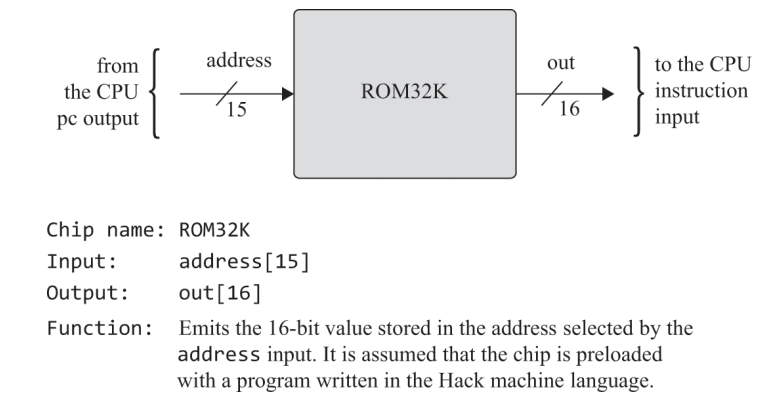 from
the CPU
pc output
address
15
ROM32K
out
16
to the CPU
instruction
input
Chip name: ROM32K
Input: address[15]
Output: out[16]
Function: Emits the 16-bit value stored in the address selected by the
address input. It is assumed that the chip is preloaded
with a program written in the Hack machine language.